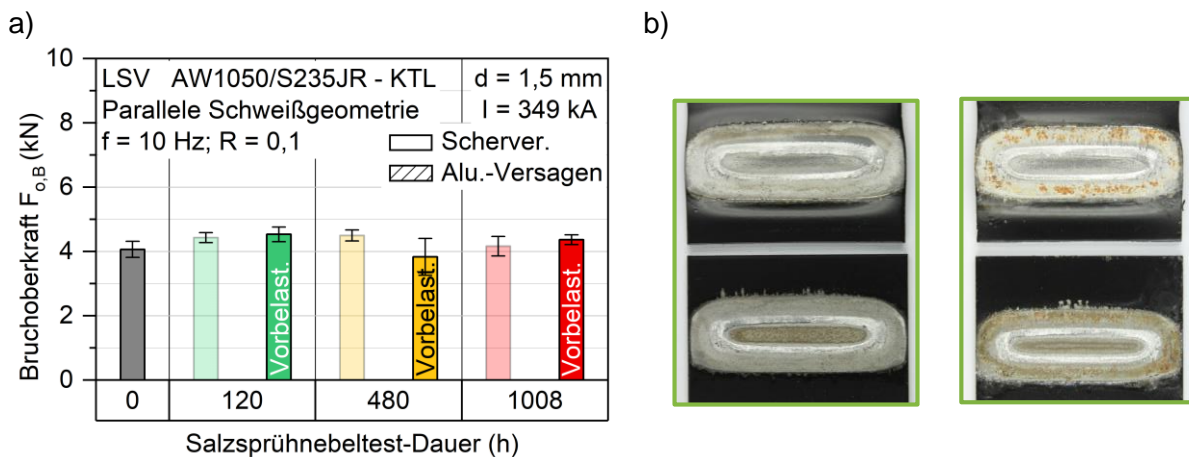 a)
b)
10
8
6
4
2
0
Bruchoberkraft F_o,B (kN)
LSV AW1050/S235JR - KTL d = 1,5 mm
Parallele Schweißgeometrie I = 349 kA
f = 10 Hz; R = 0,1
Scherver.
Alu.-Versagen
Vorbelast.
Vorbelast.
Vorbelast.
0 120 480 1008
Salzsprühnebeltest-Dauer (h)